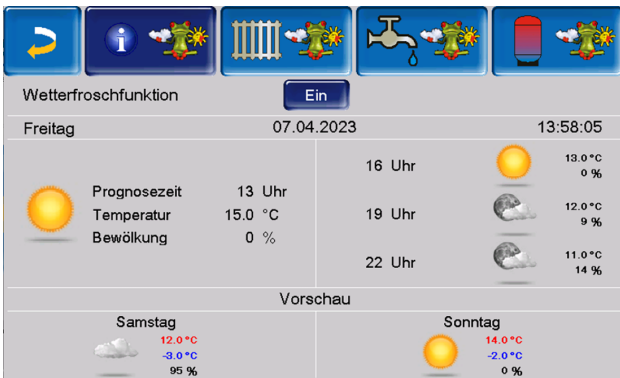 Wetterfroschfunktion Ein
Freitag 07.04.2023 13:58:05
Prognosezeit 13 Uhr
Temperatur 15.0 °C
Bewölkung 0 %
16 Uhr 13.0°C
0 %
19 Uhr 12.0°C
9 %
22 Uhr 11.0°C
14 %
Vorschau
Samstag
12.0°C
-3.0°C
95 %
Sonntag
14.0°C
-2.0°C
0 %